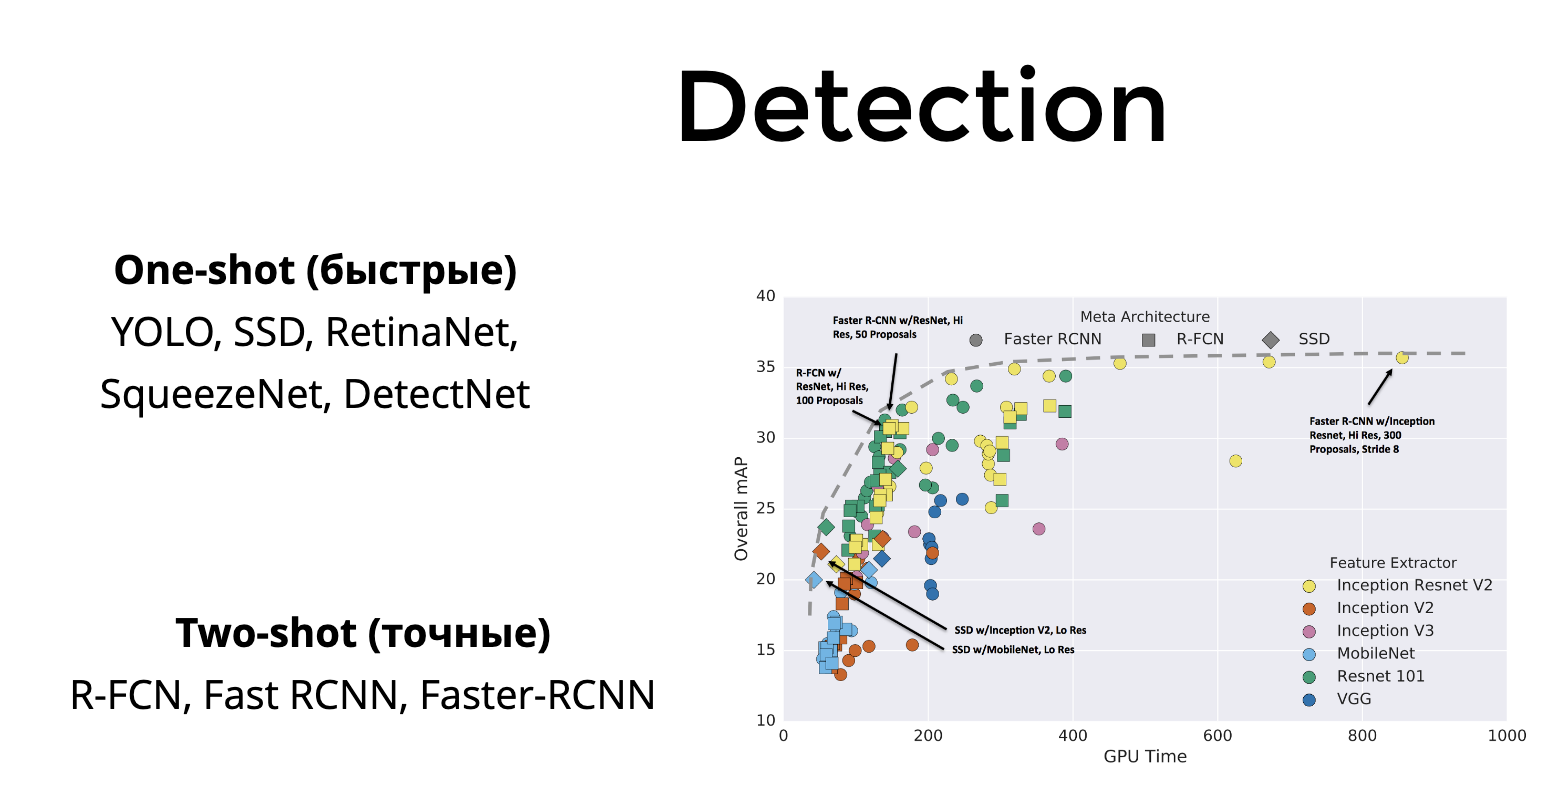 Detection
One-shot (быстрые)
YOLO, SSD, RetinaNet,
SqueezeNet, DetectNet
Two-shot (точные)
R-FCN, Fast RCNN, Faster-RCNN
40
35
30
25
20
15
10
Overall mAP
0
200
400
600
800
1000
GPU Time
Meta Architecture
Faster RCNN
R-FCN
SSD
Faster R-CNN w/ResNet, Hi
Res, 50 Proposals
R-FCN w/
ResNet, Hi Res,
100 Proposals
Faster R-CNN w/Inception
Resnet, Hi Res, 300
Proposals, Stride 8
SSD w/Inception V2, Lo Res
SSD w/MobileNet, Lo Res
Feature Extractor
Inception Resnet V2
Inception V2
Inception V3
MobileNet
Resnet 101
VGG